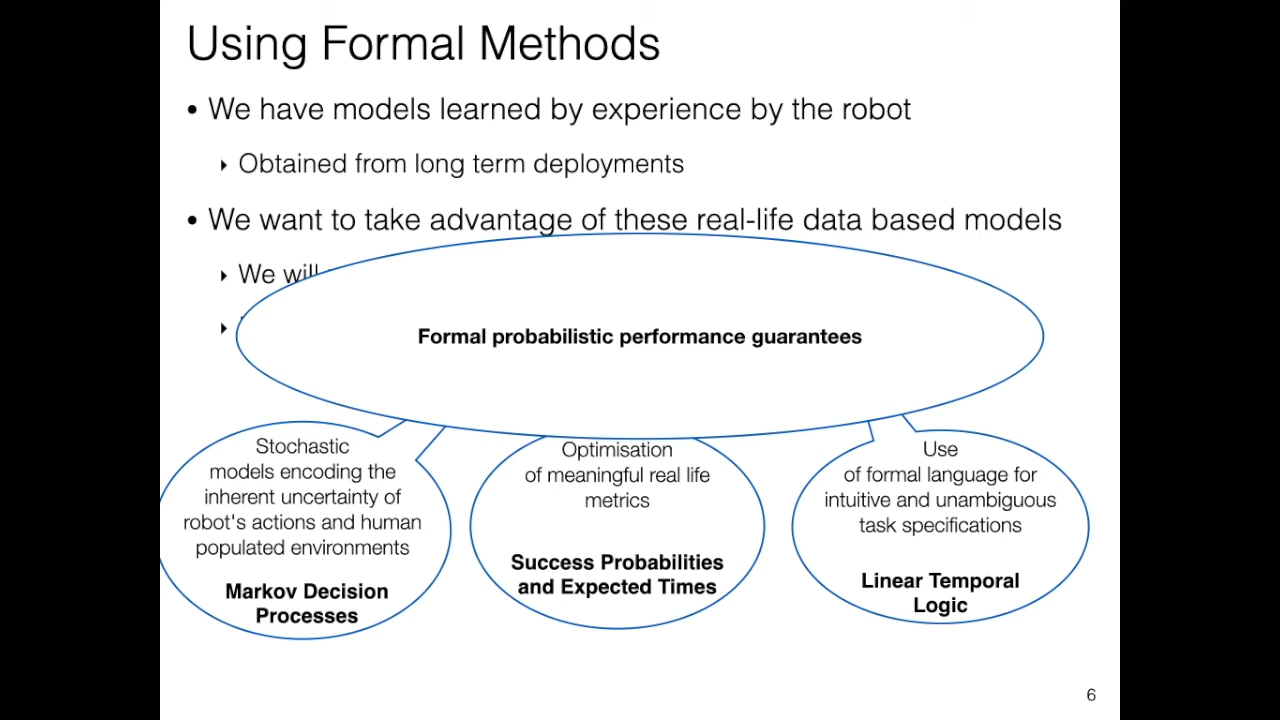 Using Formal Methods
• We have models learned by experience by the robot
‣ Obtained from long term deployments
• We want to take advantage of these real-life data based models
‣ We will
Formal probabilistic performance guarantees
Stochastic
models encoding the
inherent uncertainty of
robot's actions and human
populated environments
Markov Decision
Processes
Optimisation
of meaningful real life
metrics
Success Probabilities
and Expected Times
Use
of formal language for
intuitive and unambiguous
task specifications
Linear Temporal
Logic
6